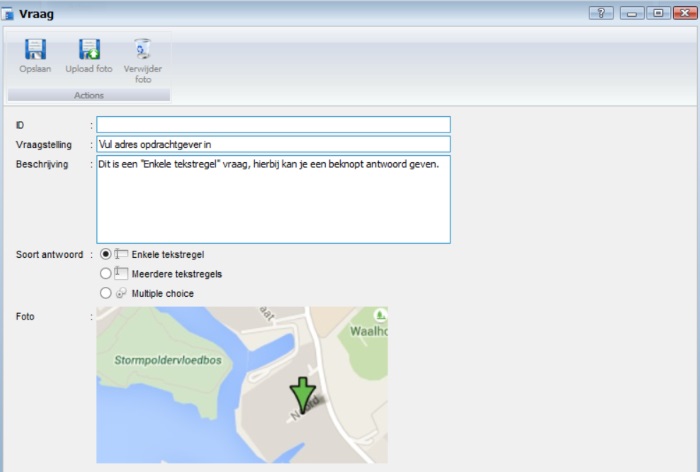 Vraag
Opslaan Upload foto Verwijder foto
Actions
ID :
Vraagstelling : Vul adres opdrachtgever in
Beschrijving : Dit is een "Enkele tekstregel" vraag, hierbij kan je een beknopt antwoord geven.
Soort antwoord : Enkele tekstregel
Meerdere tekstregels
Multiple choice
Foto :
aat
Waalho
Stormpoldervloedbos
Noord